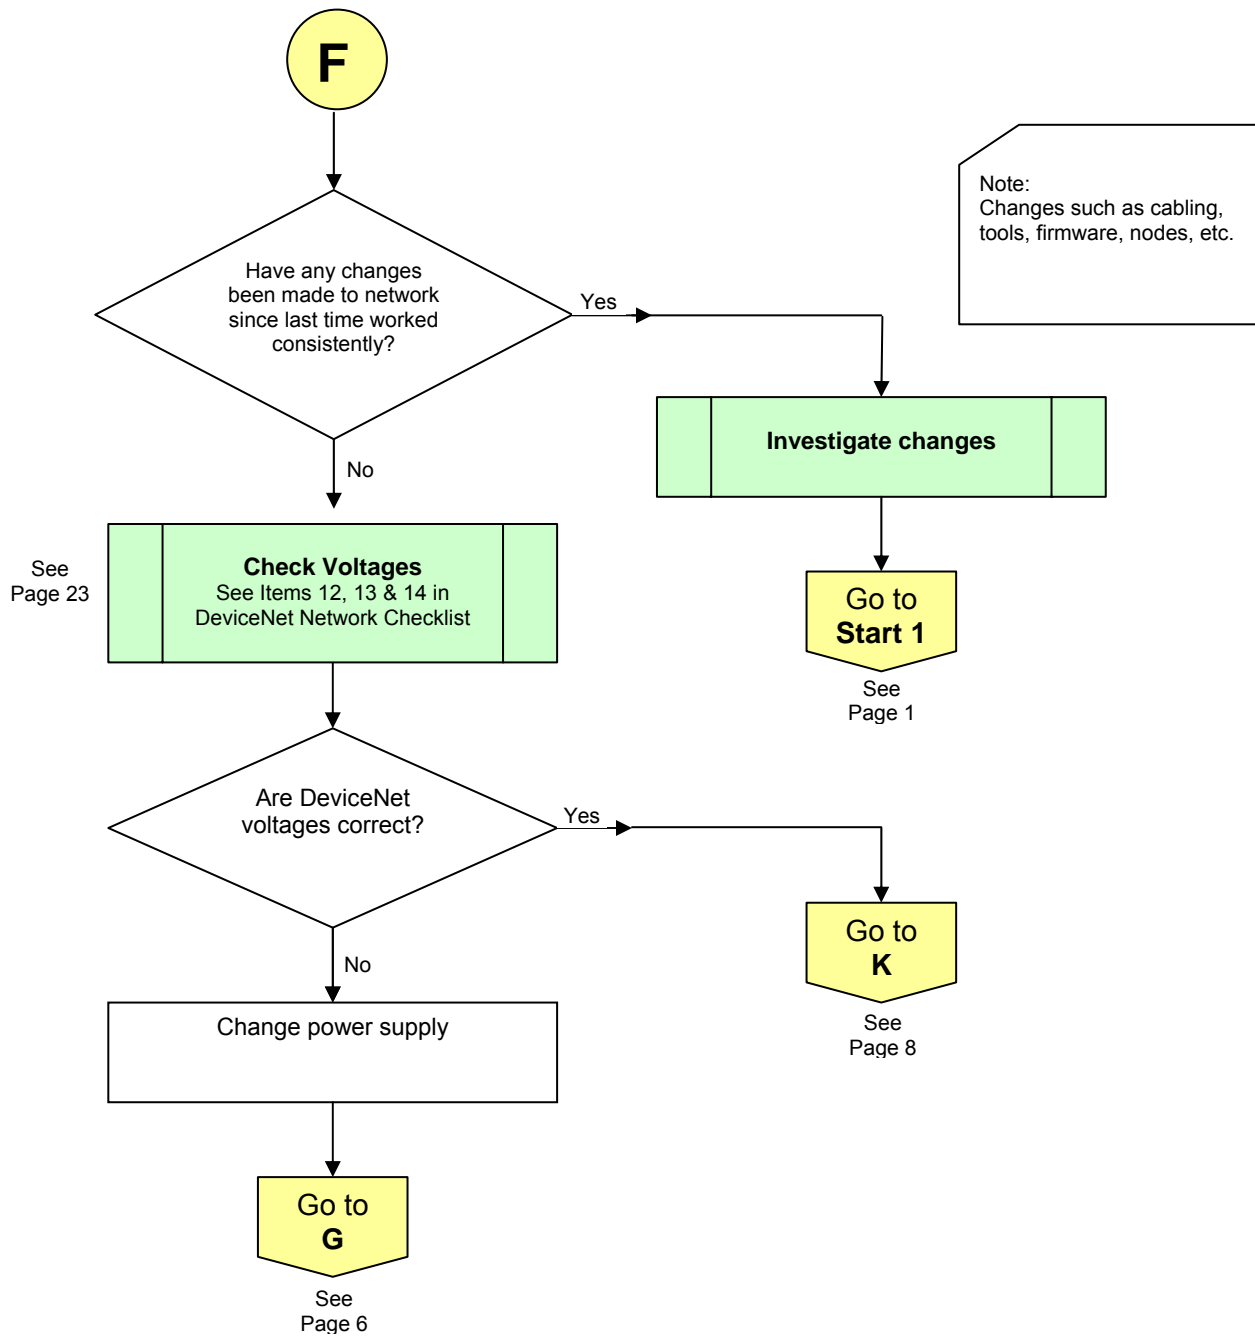 F
Note:
Changes such as cabling,
tools, firmware, nodes, etc.
Have any changes
been made to network
since last time worked
consistently?
Yes
Investigate changes
No
See
Page 23
Check Voltages
See Items 12, 13 & 14 in
DeviceNet Network Checklist
Go to
Start 1
See
Page 1
Are DeviceNet
voltages correct?
Yes
Go to
K
See
Page 8
No
Change power supply
Go to
G
See
Page 6